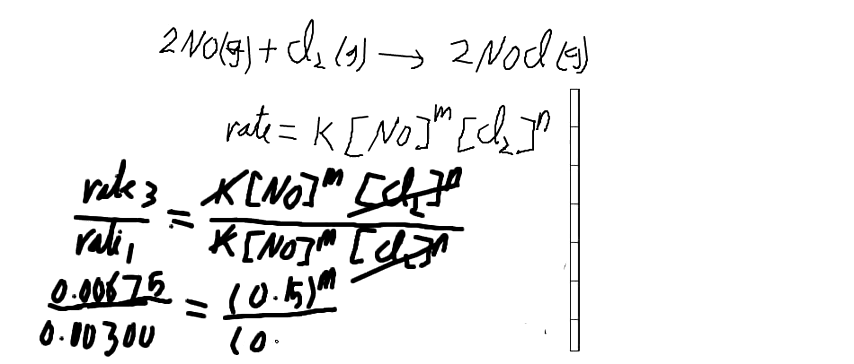 2NO(g) + Cl₂ (g) → 2NOCl (g)
rate = K [NO]ᵐ [Cl₂]ⁿ
rate₃ / rate₁ = K [NO]ᵐ [Cl₂]ⁿ / K [NO]ᵐ [Cl₂]ⁿ
0.00675 / 0.00300 = (0.15)ᵐ / (0.